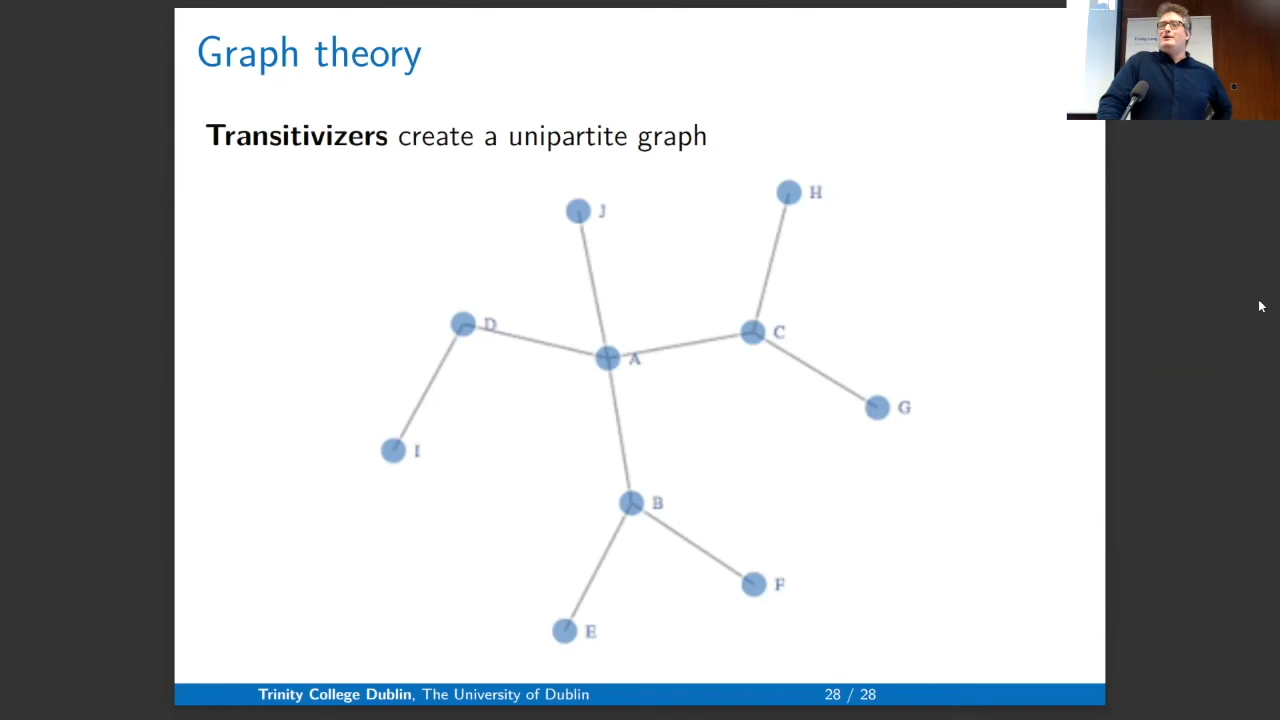 Graph theory
Transitivizers create a unipartite graph
H
J
D
C
A
G
I
B
F
E
Trinity College Dublin, The University of Dublin
28 / 28